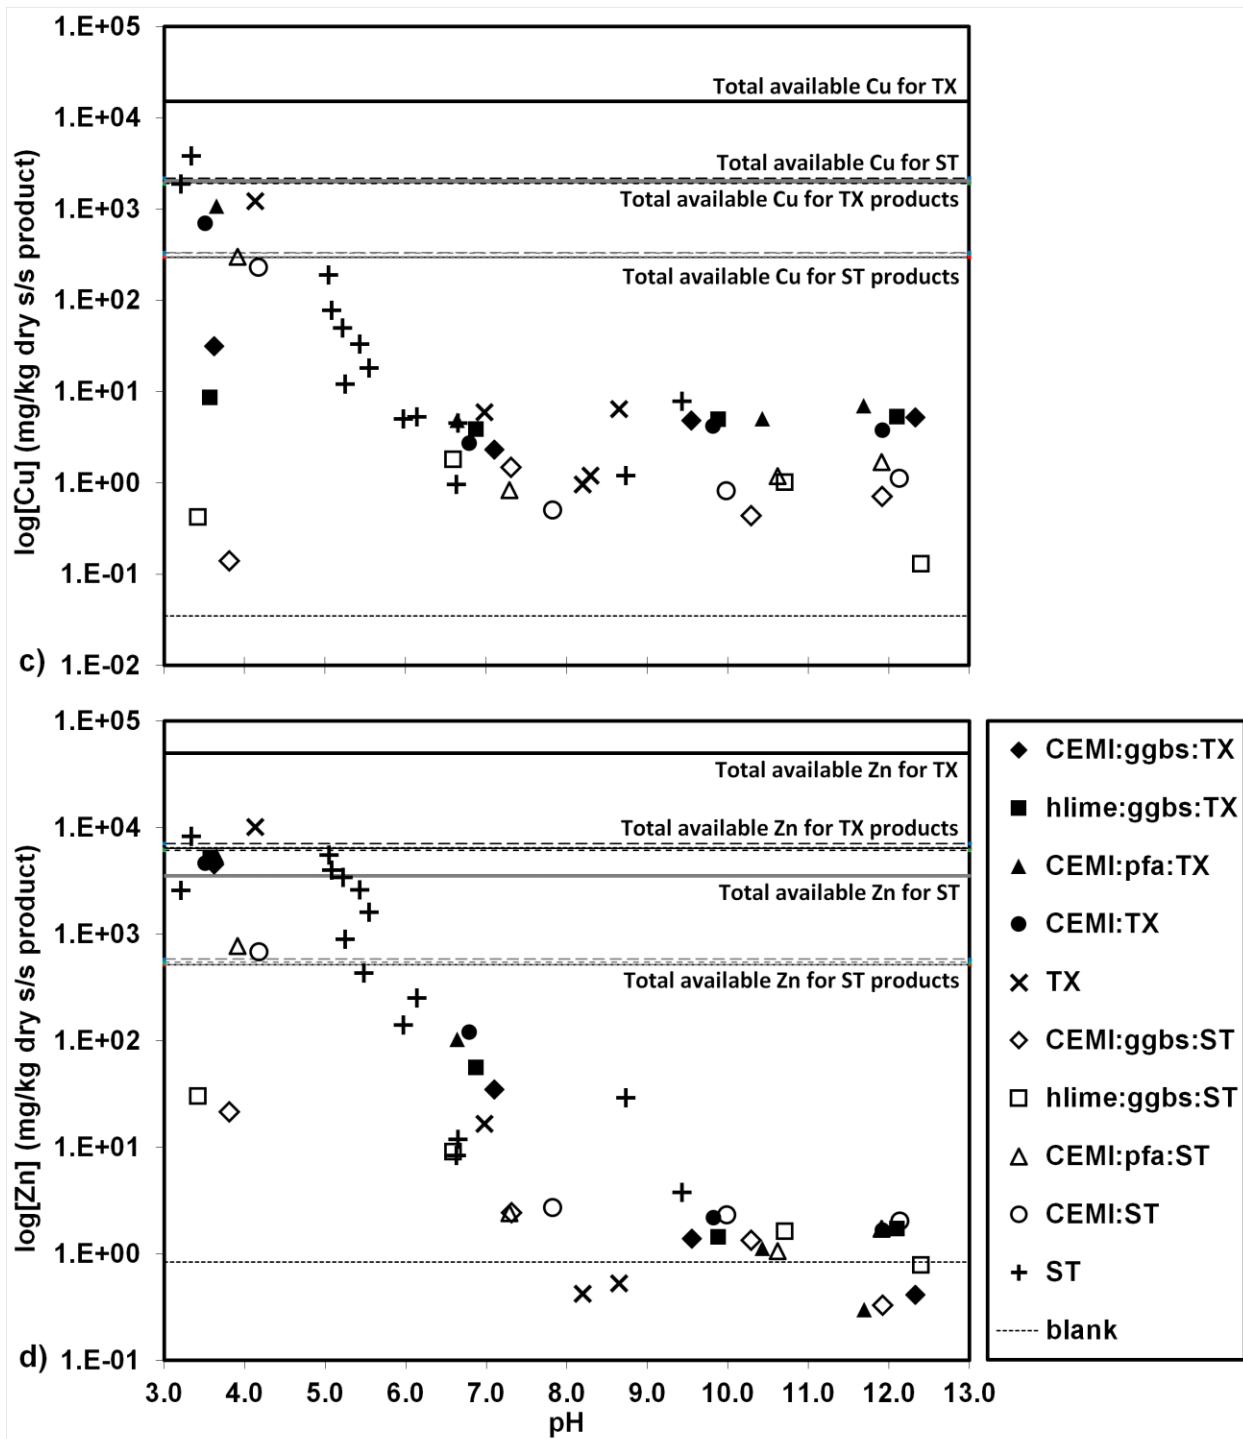 1.E+05
Total available Cu for TX
1.E+04
Total available Cu for ST
1.E+03
Total available Cu for TX products
Total available Cu for ST products
1.E+02
1.E+01
1.E+00
1.E-01
1.E-02
log[Cu] (mg/kg dry s/s product)
c)
1.E+05
Total available Zn for TX
1.E+04
Total available Zn for TX products
Total available Zn for ST
1.E+03
Total available Zn for ST products
1.E+02
1.E+01
1.E+00
1.E-01
log[Zn] (mg/kg dry s/s product)
d)
3.0 4.0 5.0 6.0 7.0 8.0 9.0 10.0 11.0 12.0 13.0
pH
CEMI:ggbs:TX
hlime:ggbs:TX
CEMI:pfa:TX
CEMI:TX
TX
CEMI:ggbs:ST
hlime:ggbs:ST
CEMI:pfa:ST
CEMI:ST
ST
blank